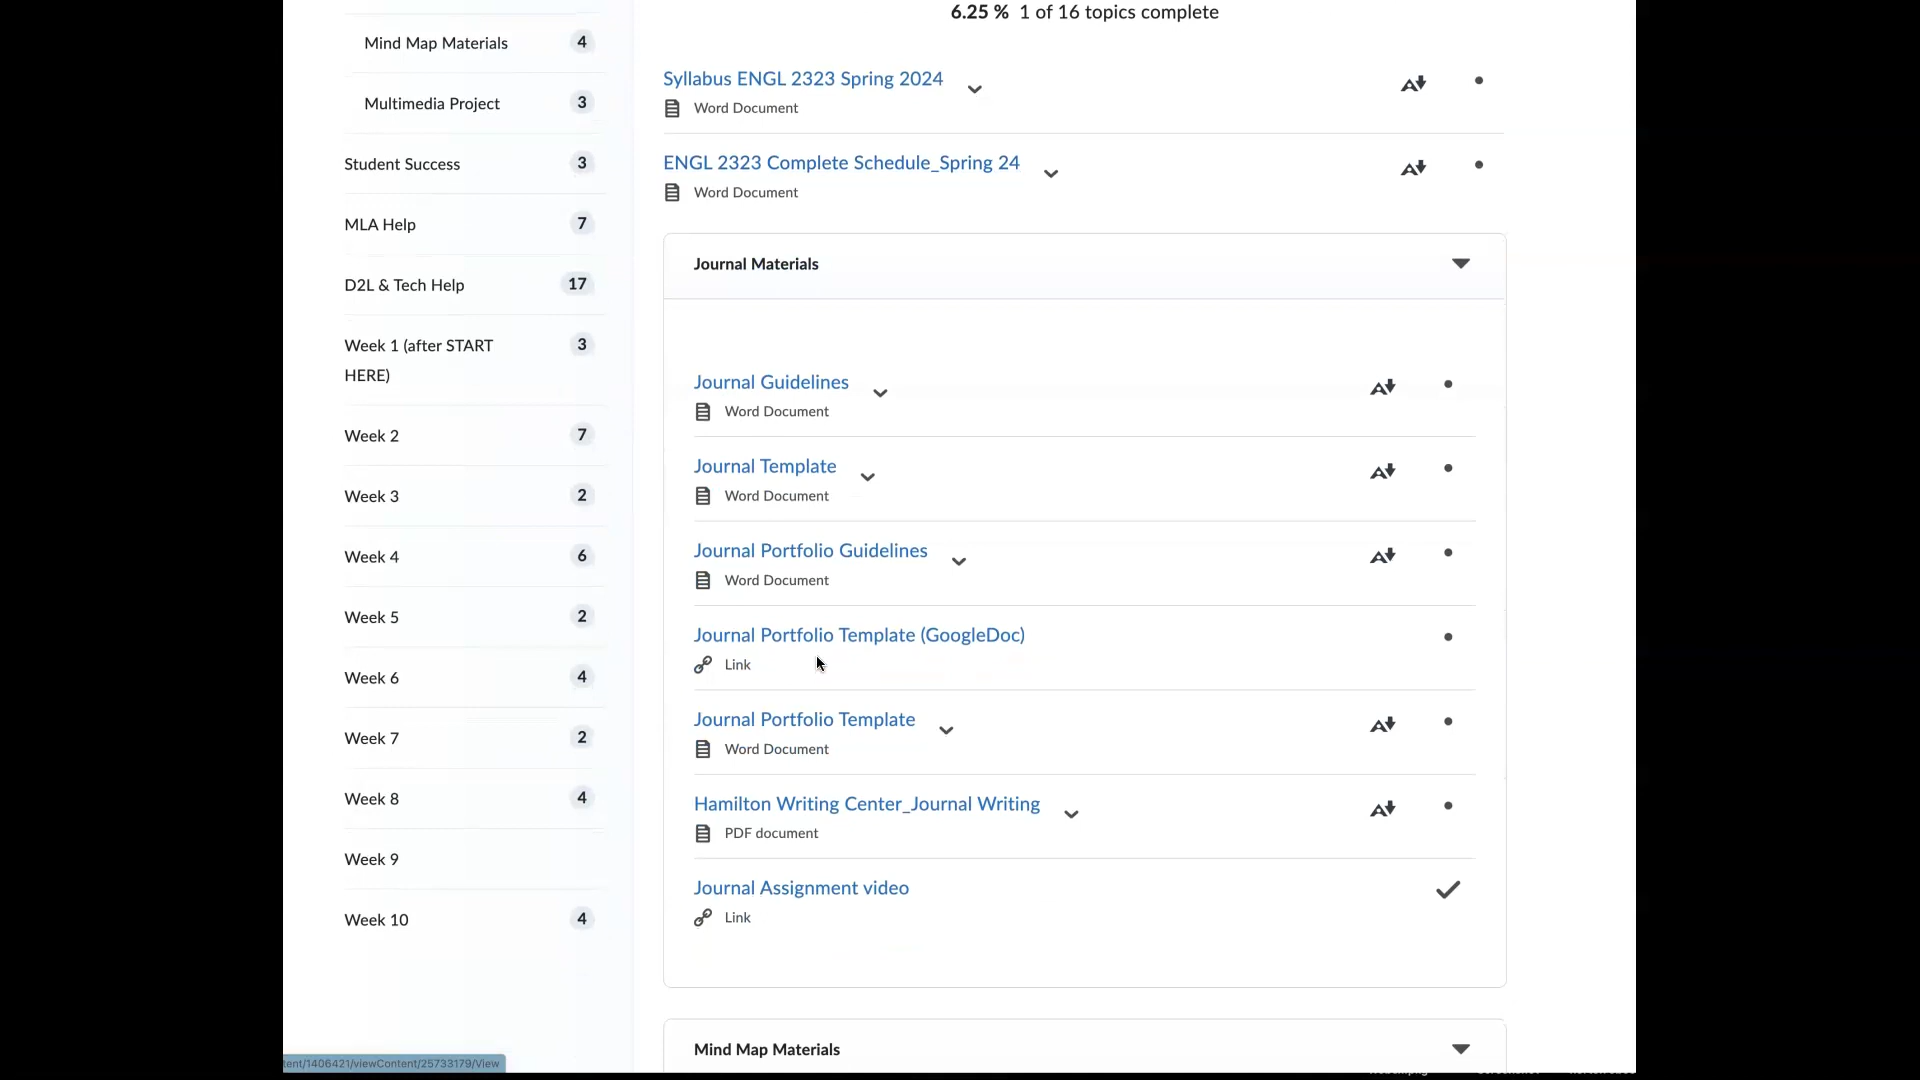 Mind Map Materials 4
Multimedia Project 3
Student Success 3
MLA Help 7
D2L & Tech Help 17
Week 1 (after START 3
HERE)
Week 2 7
Week 3 2
Week 4 6
Week 5 2
Week 6 4
Week 7 2
Week 8 4
Week 9
Week 10 4
6.25 % 1 of 16 topics complete
Syllabus ENGL 2323 Spring 2024
Word Document
ENGL 2323 Complete Schedule_Spring 24
Word Document
Journal Materials
Journal Guidelines
Word Document
Journal Template
Word Document
Journal Portfolio Guidelines
Word Document
Journal Portfolio Template (GoogleDoc)
Link
Journal Portfolio Template
Word Document
Hamilton Writing Center_Journal Writing
PDF document
Journal Assignment video
Link
Mind Map Materials
tent/1406421/viewContent/25733179/View